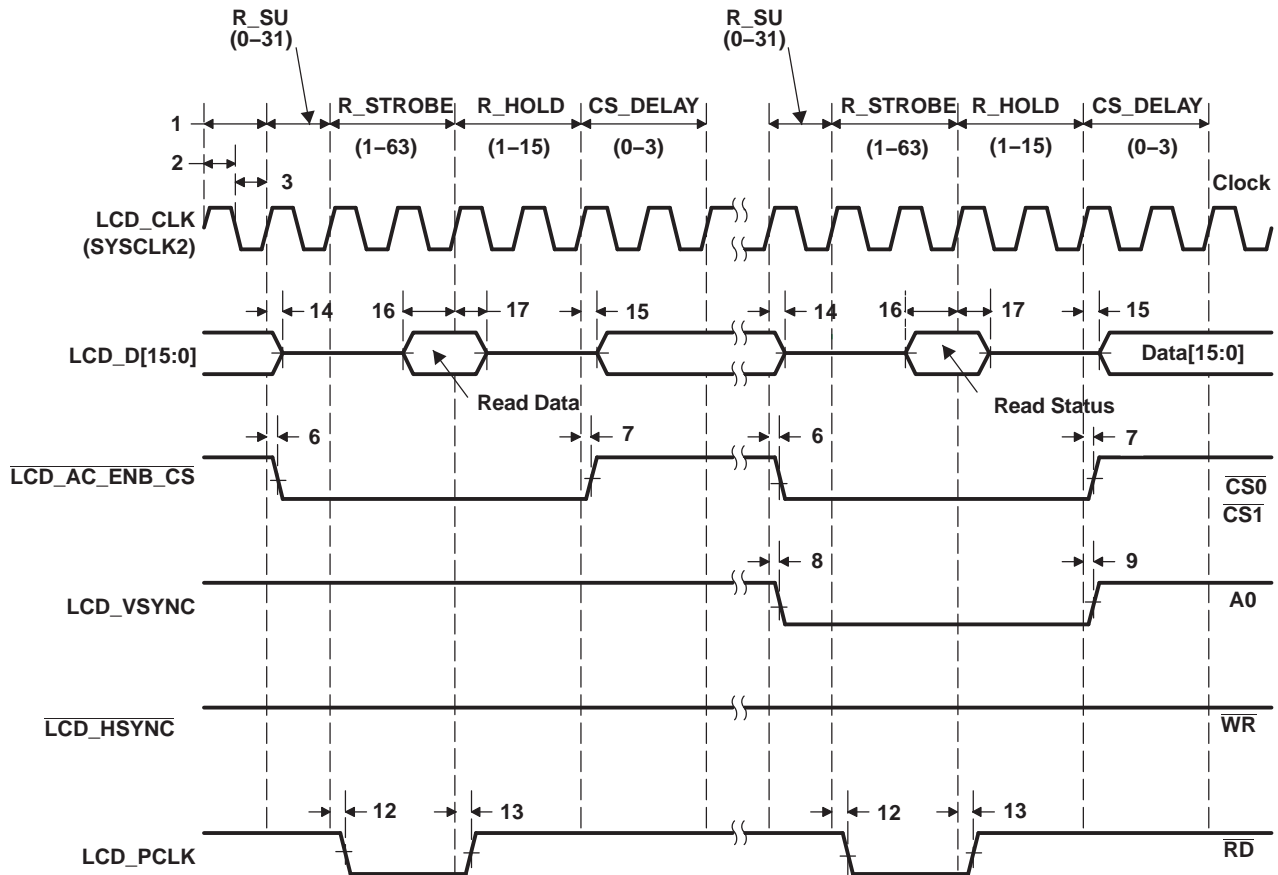 R_SU
(0–31)
R_SU
(0–31)
R_STROBE R_HOLD CS_DELAY
R_STROBE R_HOLD CS_DELAY
1
(1–63) (1–15) (0–3)
(1–63) (1–15) (0–3)
2
3
Clock
LCD_CLK
(SYSCLK2)
14 16 17 15
14 16 17 15
LCD_D[15:0]
Data[15:0]
Read Data
Read Status
6 7
6 7
LCD_AC_ENB_CS
CS0
CS1
8 9
LCD_VSYNC
A0
LCD_HSYNC
WR
12 13
12 13
LCD_PCLK
RD